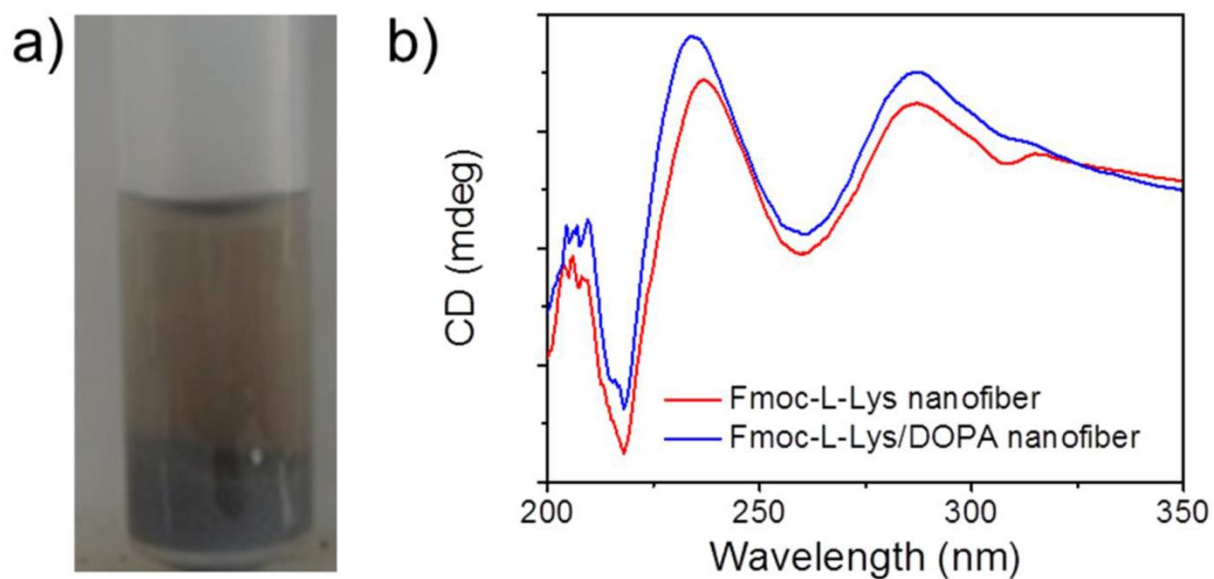 a)
b)
CD (mdeg)
Fmoc-L-Lys nanofiber
Fmoc-L-Lys/DOPA nanofiber
200 250 300 350
Wavelength (nm)